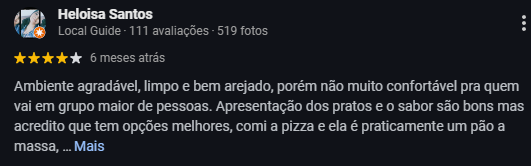 Heloisa Santos
Local Guide · 111 avaliações · 519 fotos
6 meses atrás
Ambiente agradável, limpo e bem arejado, porém não muito confortável pra quem
vai em grupo maior de pessoas. Apresentação dos pratos e o sabor são bons mas
acredito que tem opções melhores, comi a pizza e ela é praticamente um pão a
massa, ... Mais